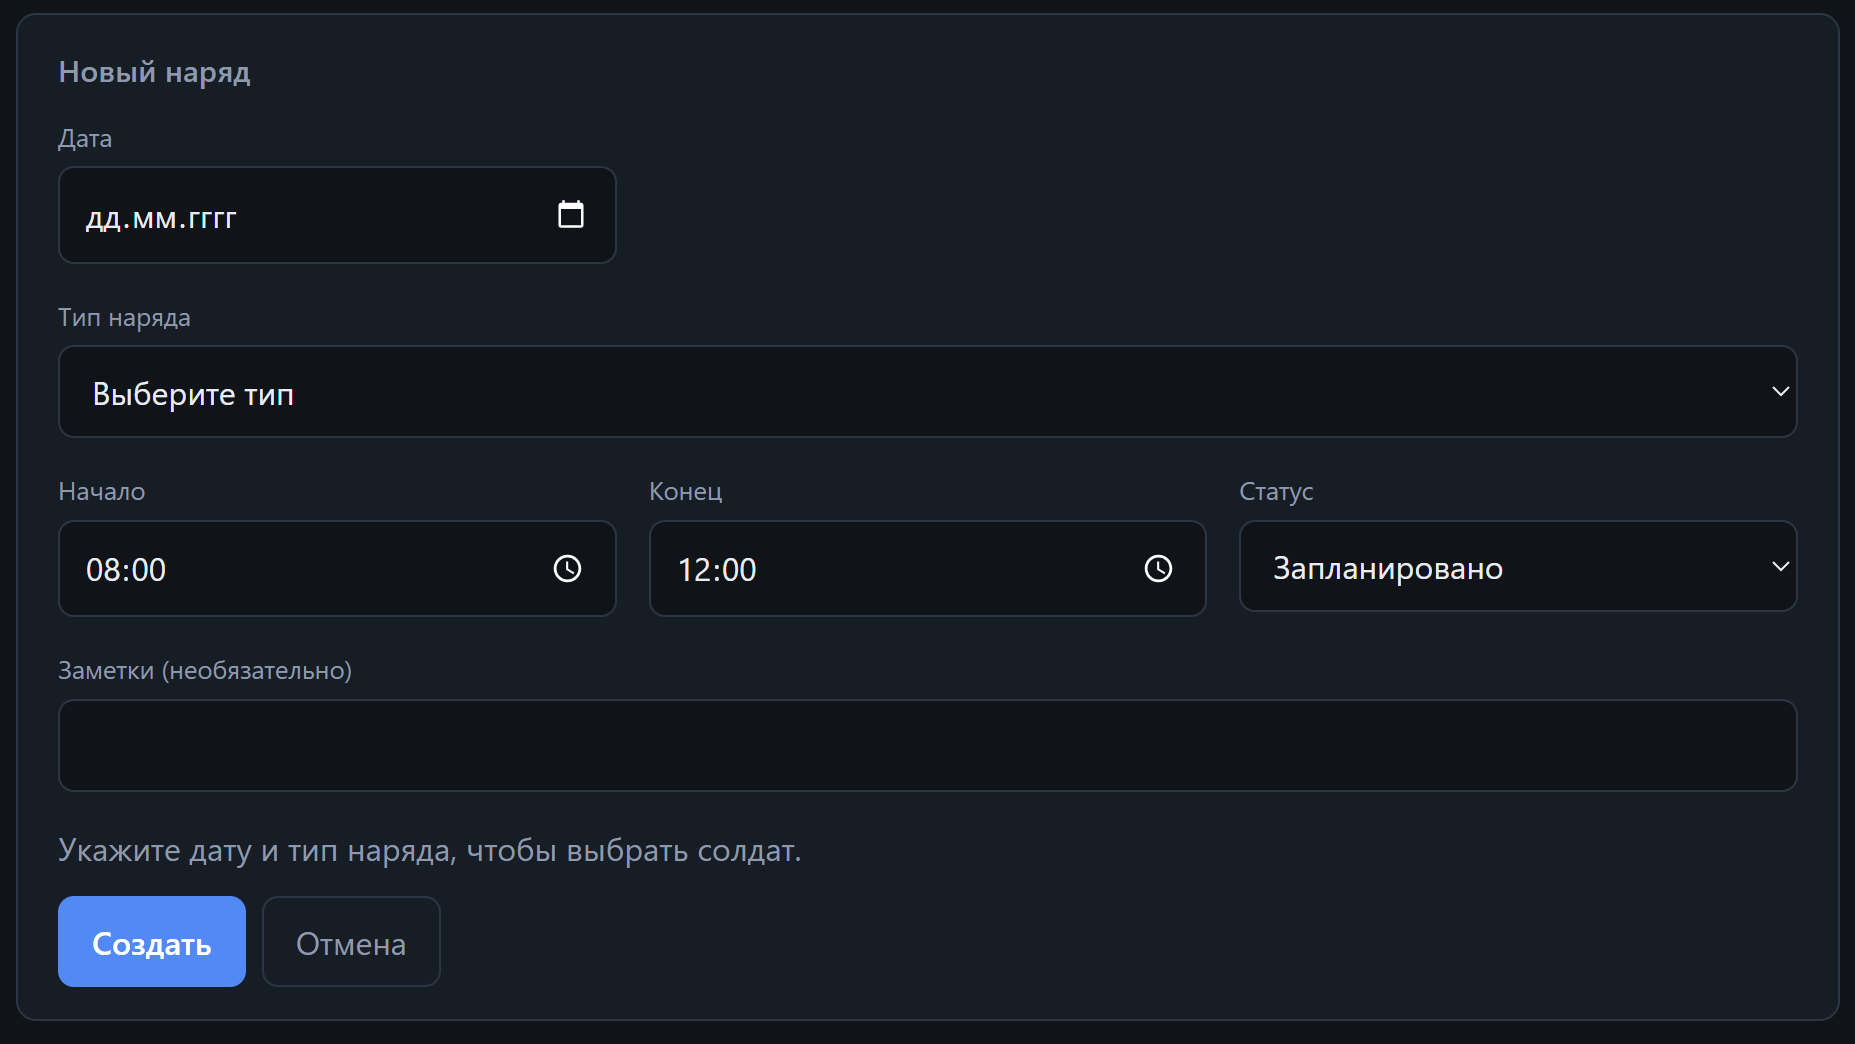 Новый наряд
Дата
дд.мм.гггг
Тип наряда
Выберите тип
Начало Конец Статус
08:00 12:00 Запланировано
Заметки (необязательно)
Укажите дату и тип наряда, чтобы выбрать солдат.
Создать Отмена